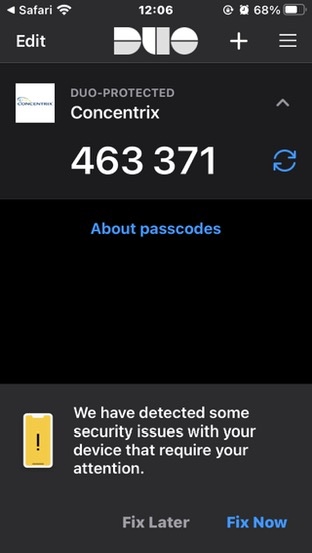 Safari 12:06 68%
Edit DUO
DUO-PROTECTED
Concentrix
CONCENTRIX
463 371
About passcodes
We have detected some
security issues with your
device that require your
attention.
Fix Later Fix Now